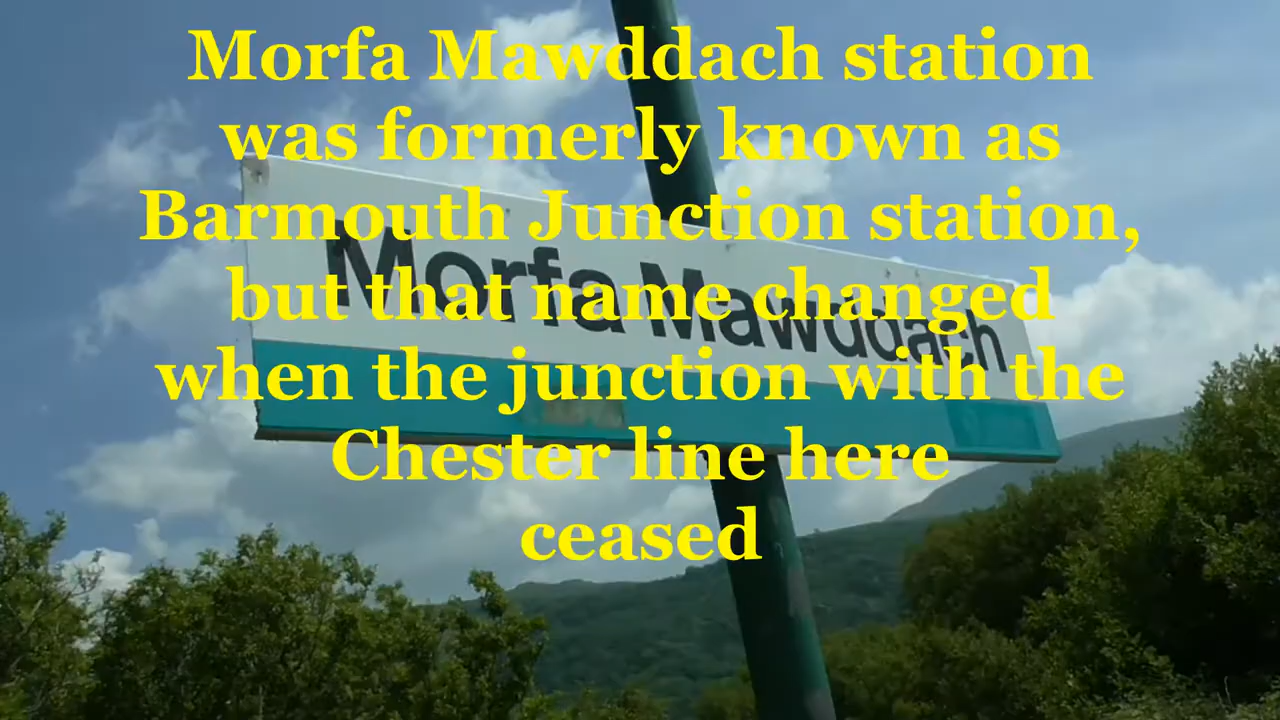 Morfa Mawddach station
was formerly known as
Barmouth Junction station,
but that name changed
when the junction with the
Chester line here
ceased
Morfa Mawddach